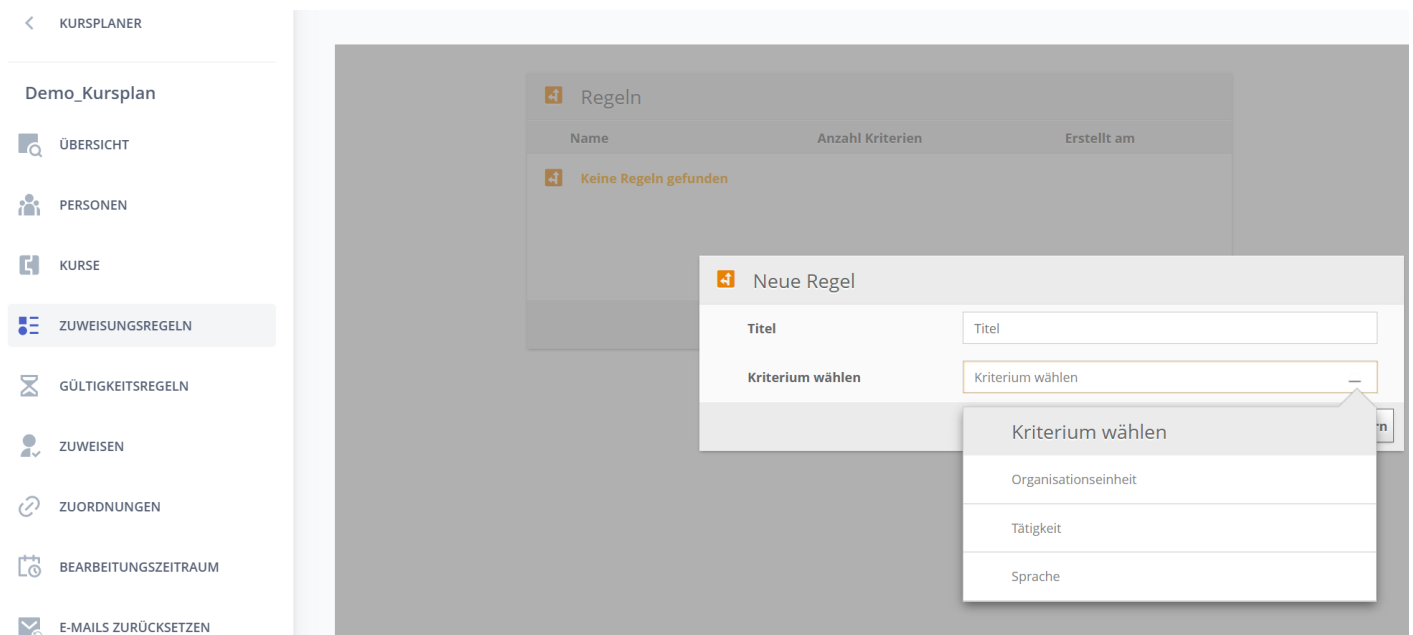 KURSPLANER
Demo_Kursplan
ÜBERSICHT
PERSONEN
KURSE
ZUWEISUNGSREGELN
GÜLTIGKEITSREGELN
ZUWEISEN
ZUORDNUNGEN
BEARBEITUNGSZEITRAUM
E-MAILS ZURÜCKSETZEN
Regeln
Name Anzahl Kriterien Erstellt am
Keine Regeln gefunden
Neue Regel
Titel Titel
Kriterium wählen Kriterium wählen
Kriterium wählen
Organisationseinheit
Tätigkeit
Sprache